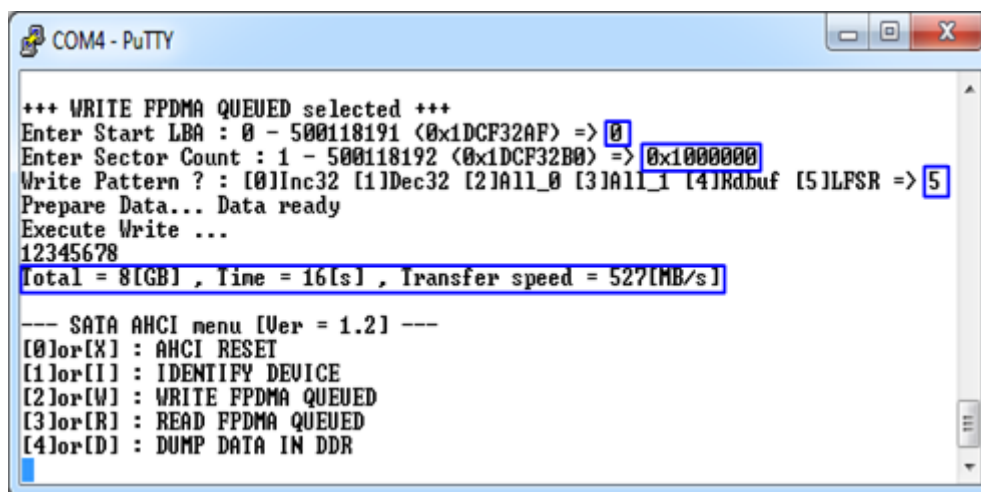 COM4 - PuTTY
+++ WRITE FPDMA QUEUED selected +++
Enter Start LBA : 0 - 500118191 (0x1DCF32AF) => 0
Enter Sector Count : 1 - 500118192 (0x1DCF32B0) => 0x1000000
Write Pattern ? : [0]Inc32 [1]Dec32 [2]All_0 [3]All_1 [4]Rdbuf [5]LFSR => 5
Prepare Data... Data ready
Execute Write ...
12345678
Total = 8[GB] , Time = 16[s] , Transfer speed = 527[MB/s]
--- SATA AHCI menu [Ver = 1.2] ---
[0]or[X] : AHCI RESET
[1]or[I] : IDENTIFY DEVICE
[2]or[W] : WRITE FPDMA QUEUED
[3]or[R] : READ FPDMA QUEUED
[4]or[D] : DUMP DATA IN DDR